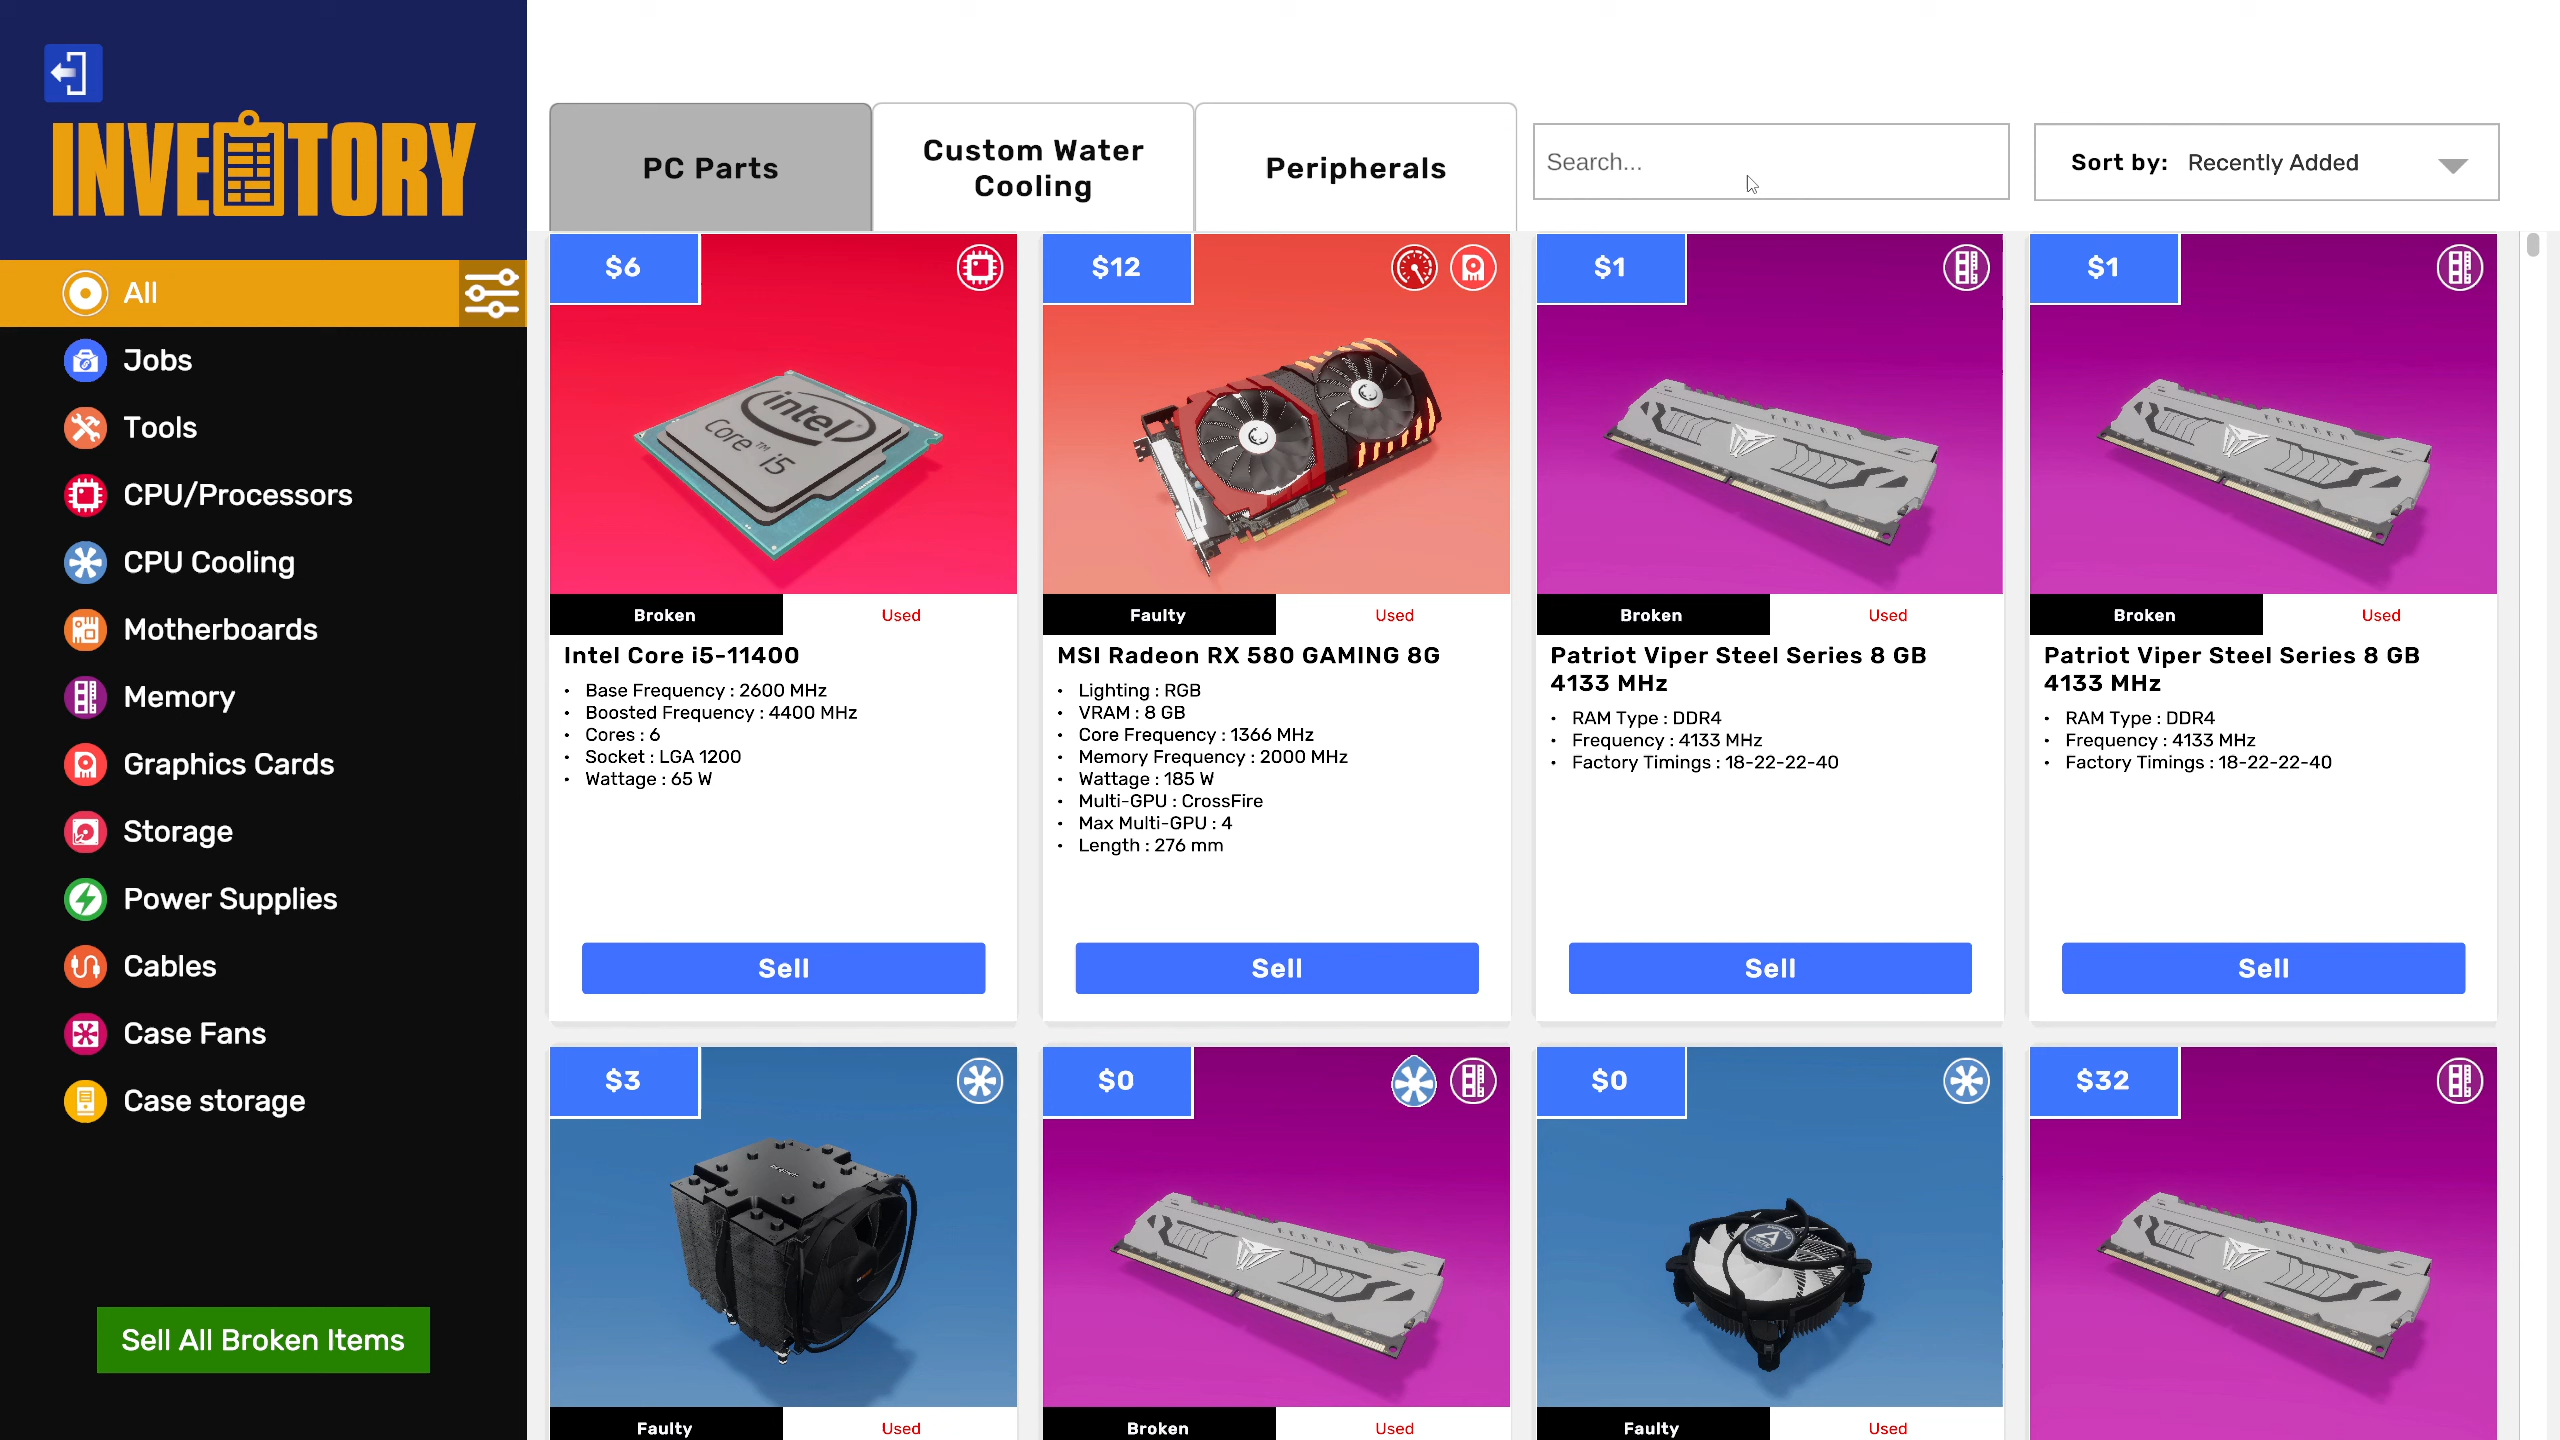 INVENTORY
All
Jobs
Tools
CPU/Processors
CPU Cooling
Motherboards
Memory
Graphics Cards
Storage
Power Supplies
Cables
Case Fans
Case storage
Sell All Broken Items
PC Parts
Custom Water
Cooling
Peripherals
Search...
Sort by: Recently Added
$6
intel
Core™ i5
Broken
Used
Intel Core i5-11400
• Base Frequency : 2600 MHz
• Boosted Frequency : 4400 MHz
• Cores : 6
• Socket : LGA 1200
• Wattage : 65 W
Sell
$12
Faulty
Used
MSI Radeon RX 580 GAMING 8G
• Lighting : RGB
• VRAM : 8 GB
• Core Frequency : 1366 MHz
• Memory Frequency : 2000 MHz
• Wattage : 185 W
• Multi-GPU : CrossFire
• Max Multi-GPU : 4
• Length : 276 mm
Sell
$1
Broken
Used
Patriot Viper Steel Series 8 GB
4133 MHz
• RAM Type : DDR4
• Frequency : 4133 MHz
• Factory Timings : 18-22-22-40
Sell
$1
Broken
Used
Patriot Viper Steel Series 8 GB
4133 MHz
• RAM Type : DDR4
• Frequency : 4133 MHz
• Factory Timings : 18-22-22-40
Sell
$3
Faulty
Used
$0
Broken
Used
$0
Faulty
Used
$32